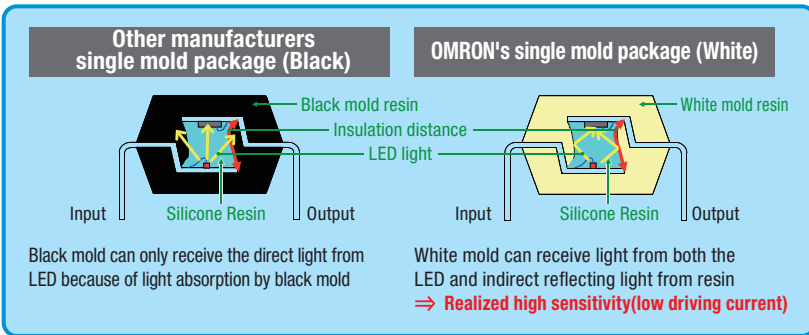 Other manufacturers
single mold package (Black)
OMRON's single mold package (White)
Black mold resin
White mold resin
Insulation distance
LED light
Input
Silicone Resin
Output
Input
Silicone Resin
Output
Black mold can only receive the direct light from
LED because of light absorption by black mold
White mold can receive light from both the
LED and indirect reflecting light from resin
⇒ Realized high sensitivity(low driving current)